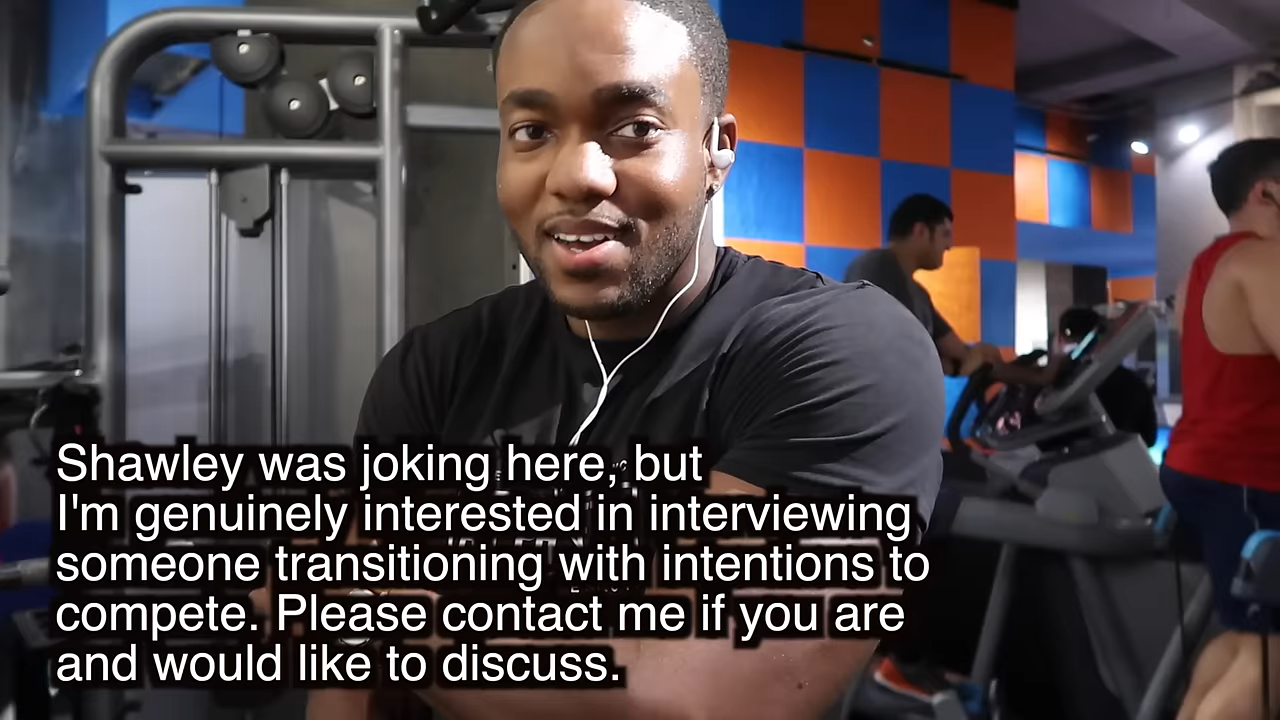 Shawley was joking here, but
I'm genuinely interested in interviewing
someone transitioning with intentions to
compete. Please contact me if you are
and would like to discuss.